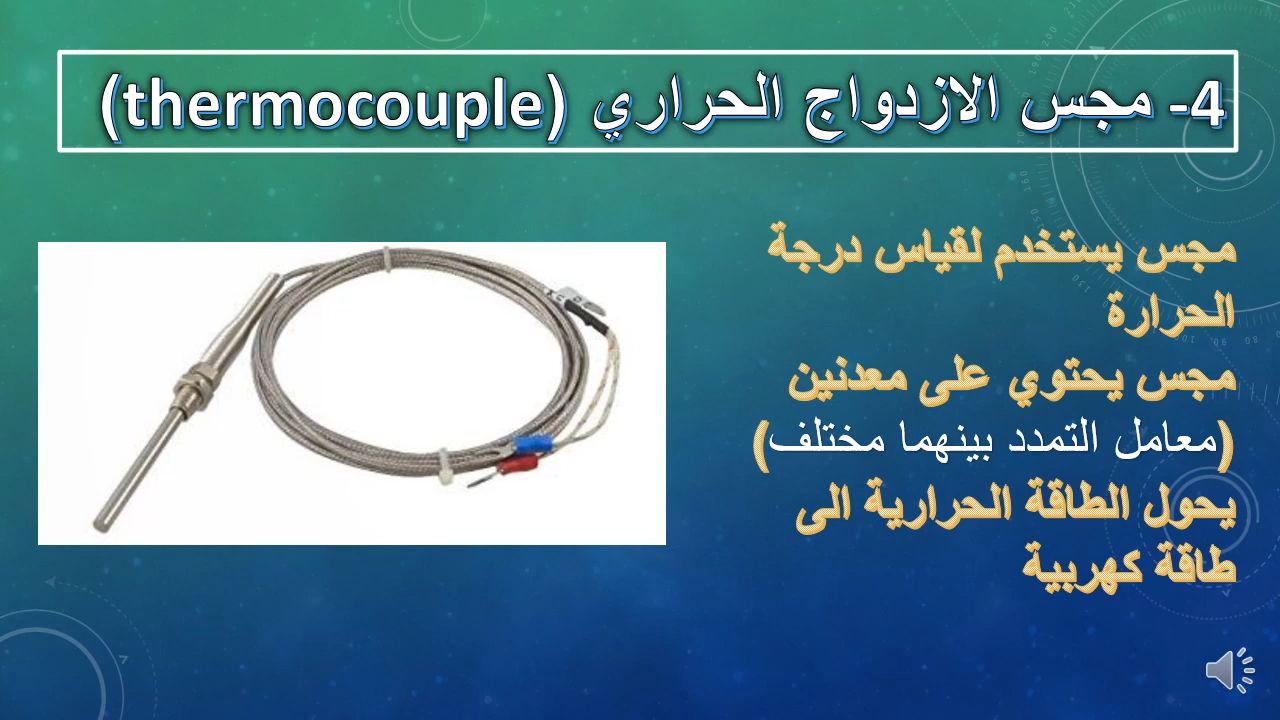 4- مجس الازدواج الحراري (thermocouple)
مجس يستخدم لقياس درجة
الحرارة
مجس يحتوي على معدنين
(معامل التمدد بينهما مختلف)
يحول الطاقة الحرارية الى
طاقة كهربية